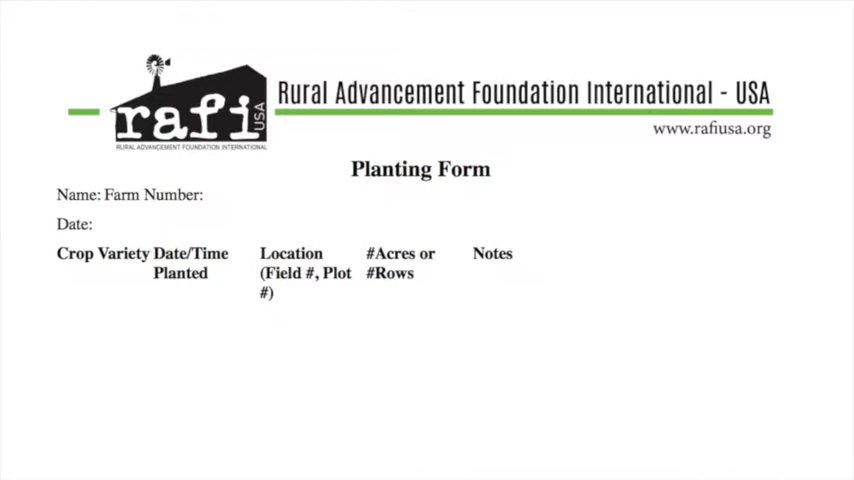 rafi USA
RURAL ADVANCEMENT FOUNDATION INTERNATIONAL
Rural Advancement Foundation International - USA
www.rafiusa.org
Planting Form
Name: Farm Number:
Date:
Crop Variety Date/Time Planted
Location (Field #, Plot #)
#Acres or #Rows
Notes